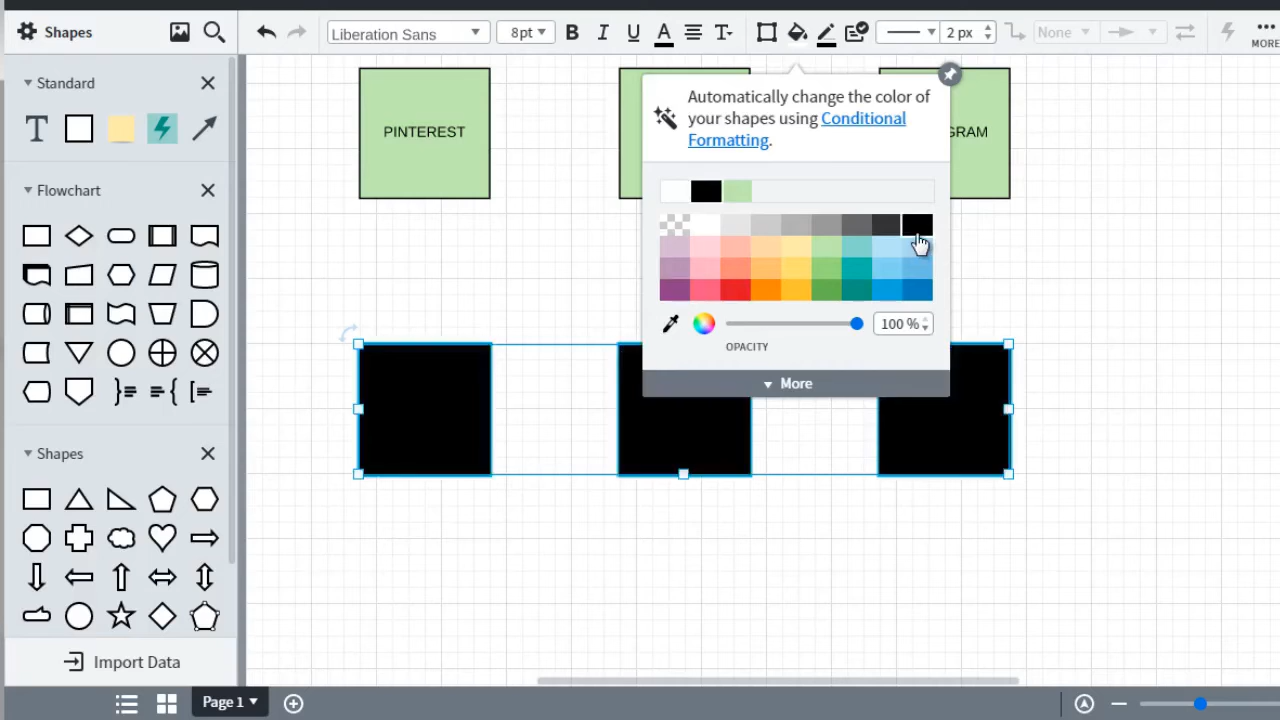 Shapes
Liberation Sans
8pt
B
I
U
A
T
2 px
None
MORE
Standard
T
Flowchart
Shapes
Import Data
PINTEREST
GRAM
Automatically change the color of
your shapes using Conditional
Formatting.
100 %
OPACITY
More
Page 1